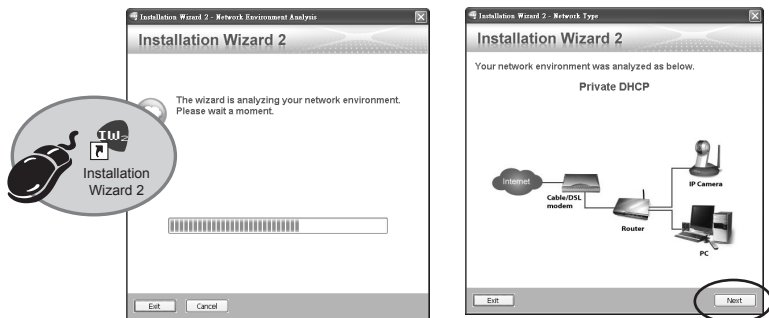 Installation Wizard 2 - Network Environment Analysis
Installation Wizard 2
The wizard is analyzing your network environment.
Please wait a moment.
IW2
Installation
Wizard 2
Exit
Cancel
Installation Wizard 2 - Network Type
Installation Wizard 2
Your network environment was analyzed as below.
Private DHCP
Internet
Cable/DSL
modem
Router
IP Camera
PC
Exit
Next